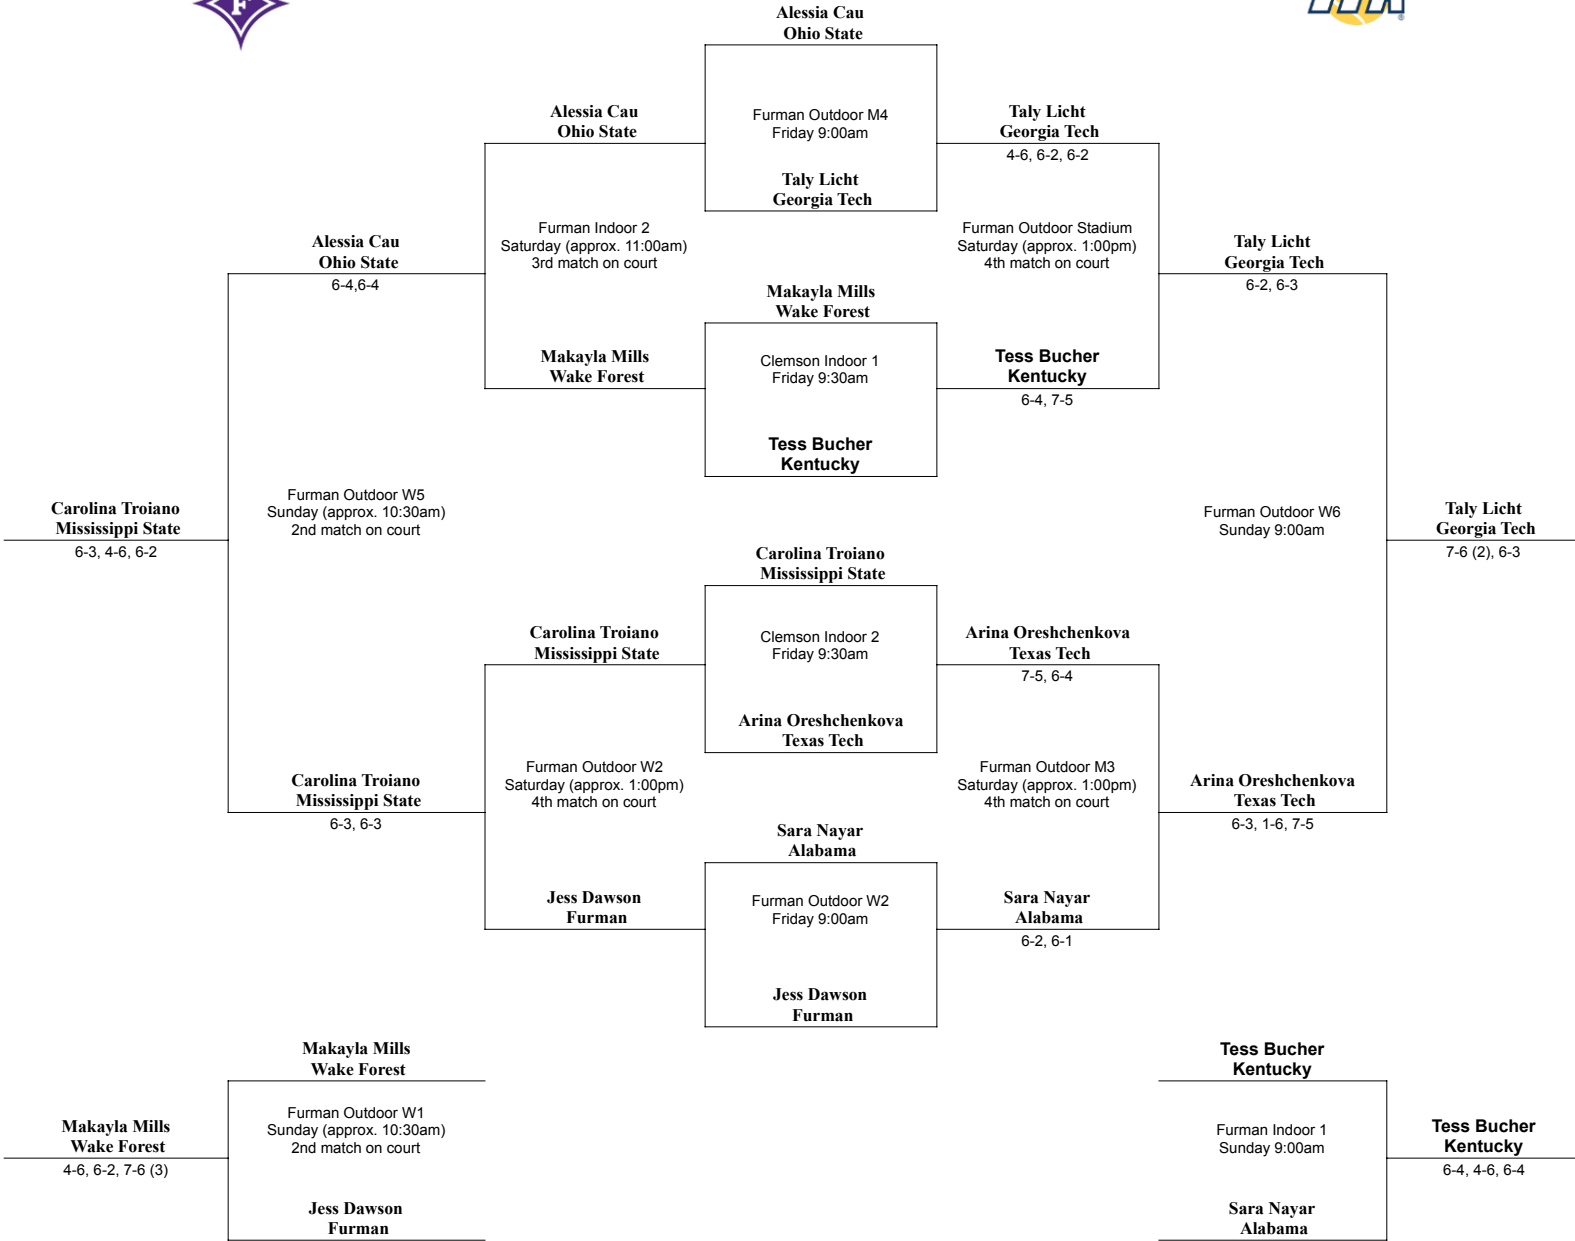 F
Alessia Cau
Ohio State
Furman Outdoor M4
Friday 9:00am
Taly Licht
Georgia Tech
Alessia Cau
Ohio State
Taly Licht
Georgia Tech
4-6, 6-2, 6-2
Furman Indoor 2
Saturday (approx. 11:00am)
3rd match on court
Furman Outdoor Stadium
Saturday (approx. 1:00pm)
4th match on court
Alessia Cau
Ohio State
6-4,6-4
Taly Licht
Georgia Tech
6-2, 6-3
Makayla Mills
Wake Forest
Makayla Mills
Wake Forest
Clemson Indoor 1
Friday 9:30am
Tess Bucher
Kentucky
6-4, 7-5
Tess Bucher
Kentucky
Carolina Troiano
Mississippi State
6-3, 4-6, 6-2
Furman Outdoor W5
Sunday (approx. 10:30am)
2nd match on court
Furman Outdoor W6
Sunday 9:00am
Taly Licht
Georgia Tech
7-6 (2), 6-3
Carolina Troiano
Mississippi State
Carolina Troiano
Mississippi State
Clemson Indoor 2
Friday 9:30am
Arina Oreshchenkova
Texas Tech
7-5, 6-4
Arina Oreshchenkova
Texas Tech
Carolina Troiano
Mississippi State
6-3, 6-3
Furman Outdoor W2
Saturday (approx. 1:00pm)
4th match on court
Furman Outdoor M3
Saturday (approx. 1:00pm)
4th match on court
Arina Oreshchenkova
Texas Tech
6-3, 1-6, 7-5
Sara Nayar
Alabama
Jess Dawson
Furman
Furman Outdoor W2
Friday 9:00am
Sara Nayar
Alabama
6-2, 6-1
Jess Dawson
Furman
Makayla Mills
Wake Forest
Tess Bucher
Kentucky
Makayla Mills
Wake Forest
4-6, 6-2, 7-6 (3)
Furman Outdoor W1
Sunday (approx. 10:30am)
2nd match on court
Furman Indoor 1
Sunday 9:00am
Tess Bucher
Kentucky
6-4, 4-6, 6-4
Jess Dawson
Furman
Sara Nayar
Alabama